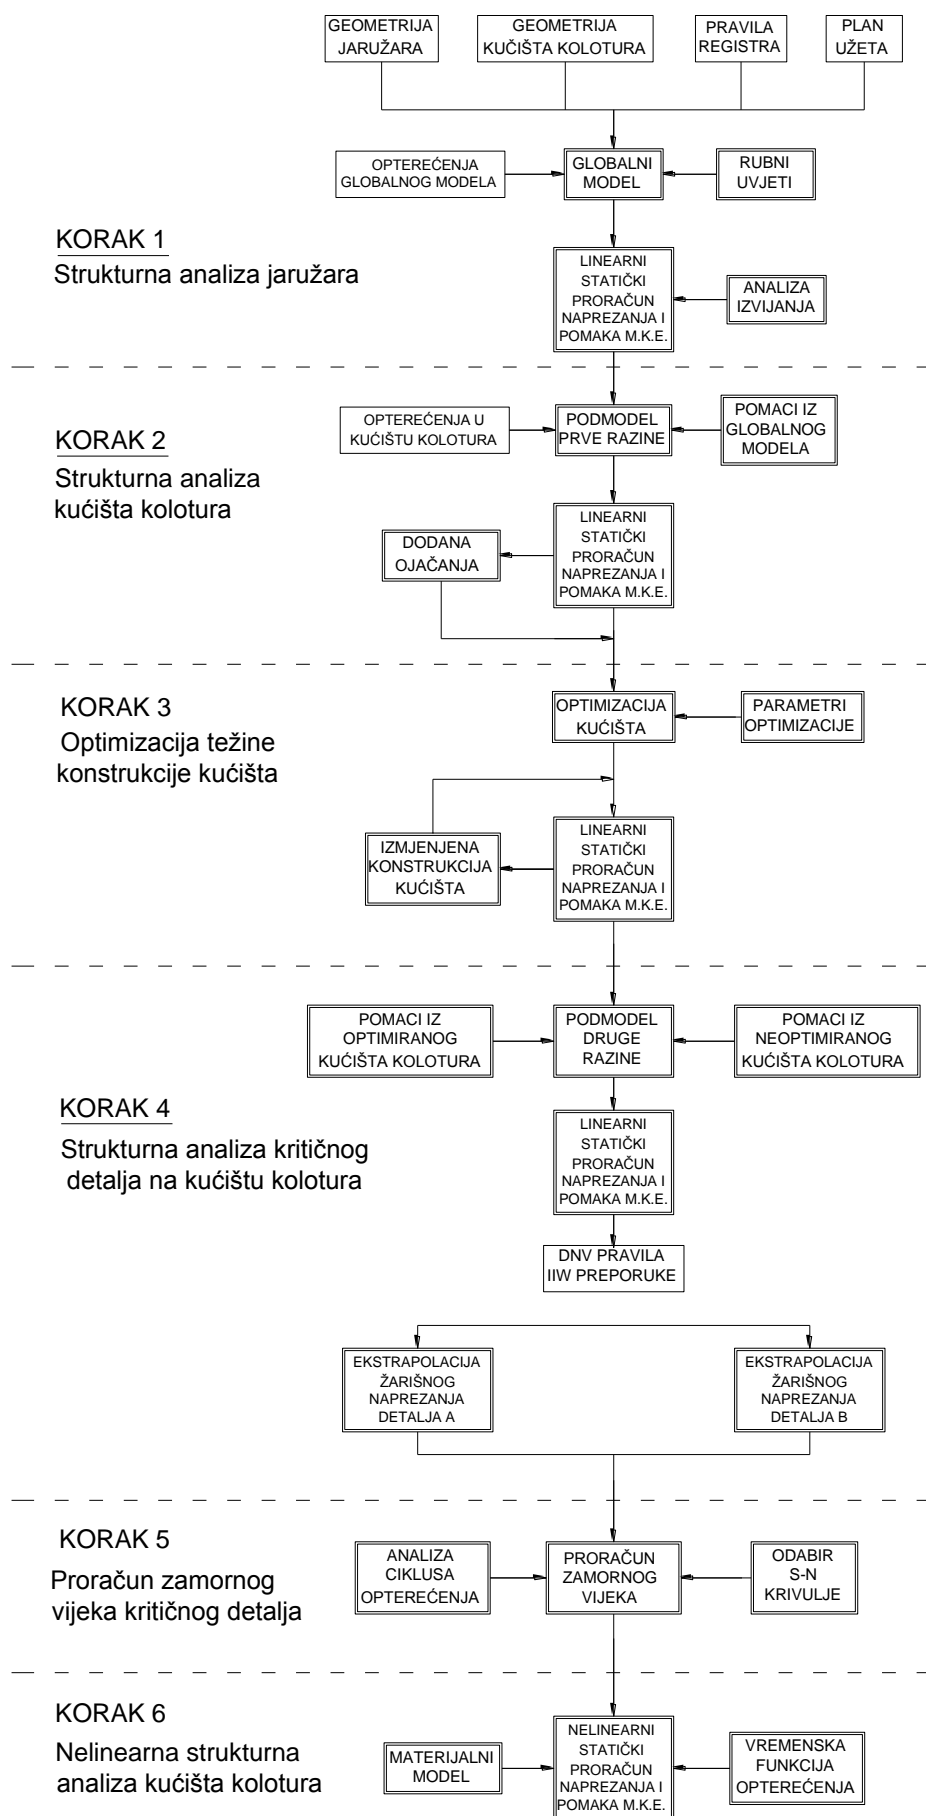 GEOMETRIJA
JARUŽARA
GEOMETRIJA
KUČIŠTA KOLOTURA
PRAVILA
REGISTRA
PLAN
UŽETA
OPTEREĆENJA
GLOBALNOG MODELA
GLOBALNI
MODEL
RUBNI
UVJETI
KORAK 1
Strukturna analiza jaružara
LINEARNI
STATIČKI
PRORAČUN
NAPREZANJA I
POMAKA M.K.E.
ANALIZA
IZVIJANJA
KORAK 2
Strukturna analiza
kućišta kolotura
OPTEREĆENJA U
KUĆIŠTU KOLOTURA
PODMODEL
PRVE RAZINE
POMACI IZ
GLOBALNOG
MODELA
DODANA
OJAČANJA
LINEARNI
STATIČKI
PRORAČUN
NAPREZANJA I
POMAKA M.K.E.
KORAK 3
Optimizacija težine
konstrukcije kućišta
OPTIMIZACIJA
KUĆIŠTA
PARAMETRI
OPTIMIZACIJE
IZMJENJENA
KONSTRUKCIJA
KUĆIŠTA
LINEARNI
STATIČKI
PRORAČUN
NAPREZANJA I
POMAKA M.K.E.
POMACI IZ
OPTIMIRANOG
KUĆIŠTA KOLOTURA
PODMODEL
DRUGE
RAZINE
POMACI IZ
NEOPTIMIRANOG
KUĆIŠTA KOLOTURA
KORAK 4
Strukturna analiza kritičnog
detalja na kućištu kolotura
LINEARNI
STATIČKI
PRORAČUN
NAPREZANJA I
POMAKA M.K.E.
DNV PRAVILA
IIW PREPORUKE
EKSTRAPOLACIJA
ŽARIŠNOG
NAPREZANJA
DETALJA A
EKSTRAPOLACIJA
ŽARIŠNOG
NAPREZANJA
DETALJA B
KORAK 5
Proračun zamornog
vijeka kritičnog detalja
ANALIZA
CIKLUSA
OPTEREĆENJA
PRORAČUN
ZAMORNOG
VIJEKA
ODABIR
S-N
KRIVULJE
KORAK 6
Nelinearna strukturna
analiza kućišta kolotura
MATERIJALNI
MODEL
NELINEARNI
STATIČKI
PRORAČUN
NAPREZANJA I
POMAKA M.K.E.
VREMENSKA
FUNKCIJA
OPTEREĆENJA